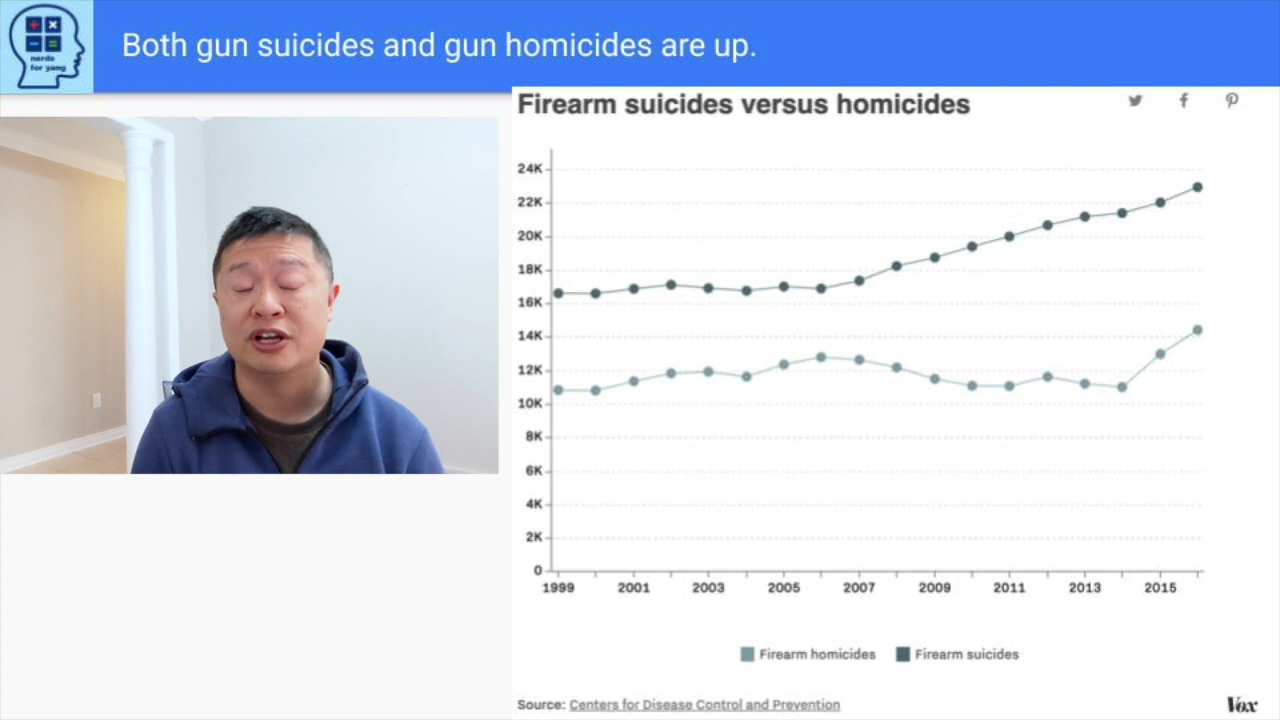 Both gun suicides and gun homicides are up.
nerds
for yang
Firearm suicides versus homicides
24K
22K
20K
18K
16K
14K
12K
10K
8K
6K
4K
2K
0
1999 2001 2003 2005 2007 2009 2011 2013 2015
Firearm homicides Firearm suicides
Source: Centers for Disease Control and Prevention
Vox